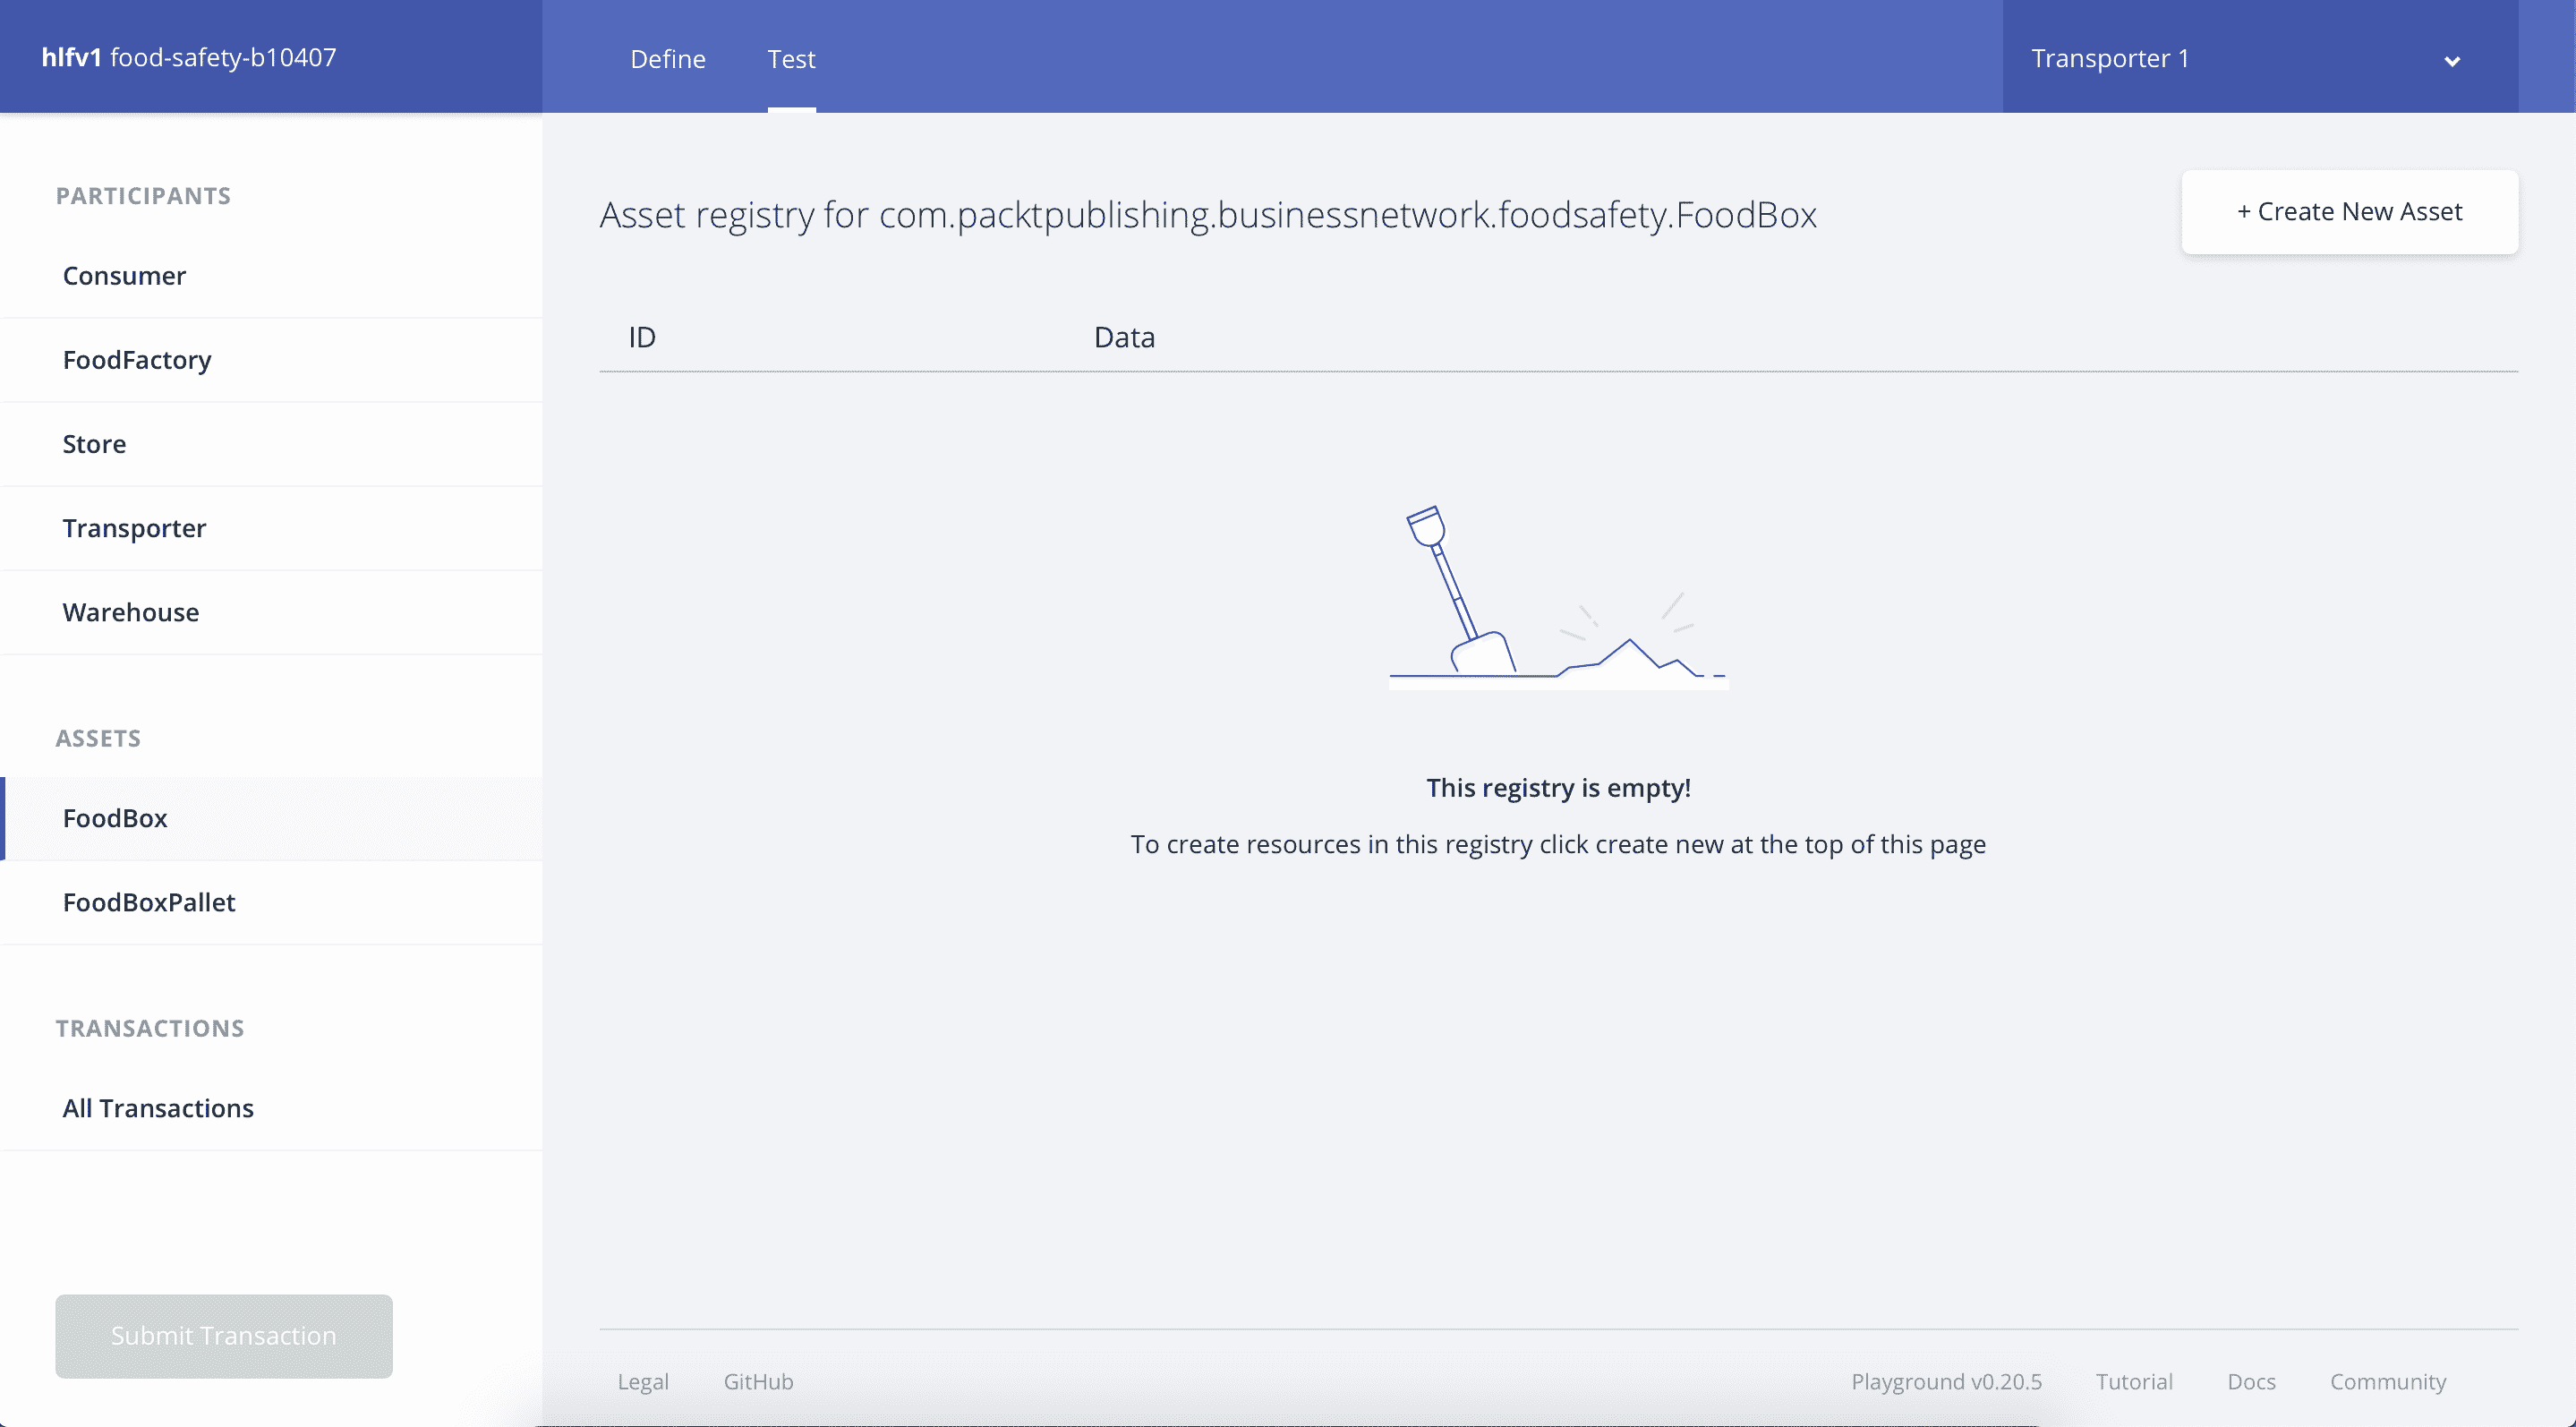 hlfv1 food-safety-b10407
Define
Test
Transporter 1
PARTICIPANTS
Consumer
FoodFactory
Store
Transporter
Warehouse
ASSETS
FoodBox
FoodBoxPallet
TRANSACTIONS
All Transactions
Submit Transaction
Asset registry for com.packtpublishing.businessnetwork.foodsafety.FoodBox
+ Create New Asset
ID
Data
This registry is empty!
To create resources in this registry click create new at the top of this page
Legal
GitHub
Playground v0.20.5
Tutorial
Docs
Community